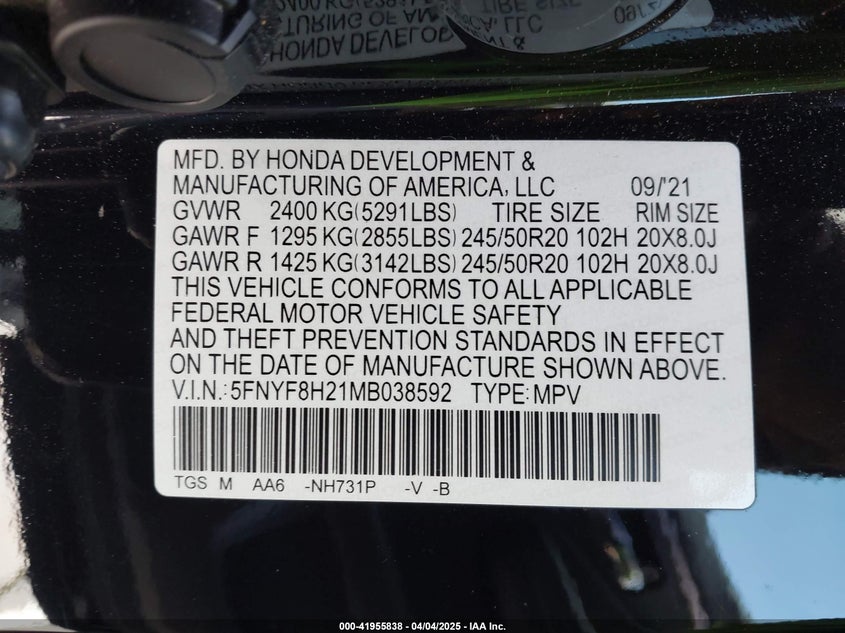 MFD. BY HONDA DEVELOPMENT &
MANUFACTURING OF AMERICA, LLC 09/'21
GVWR 2400 KG(5291LBS) TIRE SIZE RIM SIZE
GAWR F 1295 KG(2855LBS) 245/50R20 102H 20X8.0J
GAWR R 1425 KG(3142LBS) 245/50R20 102H 20X8.0J
THIS VEHICLE CONFORMS TO ALL APPLICABLE
FEDERAL MOTOR VEHICLE SAFETY
AND THEFT PREVENTION STANDARDS IN EFFECT
ON THE DATE OF MANUFACTURE SHOWN ABOVE.
V.I.N.: 5FNYF8H21MB038592 TYPE: MPV
TGS M AA6 -NH731P -V -B
000-41955838 - 04/04/2025 - IAA Inc.